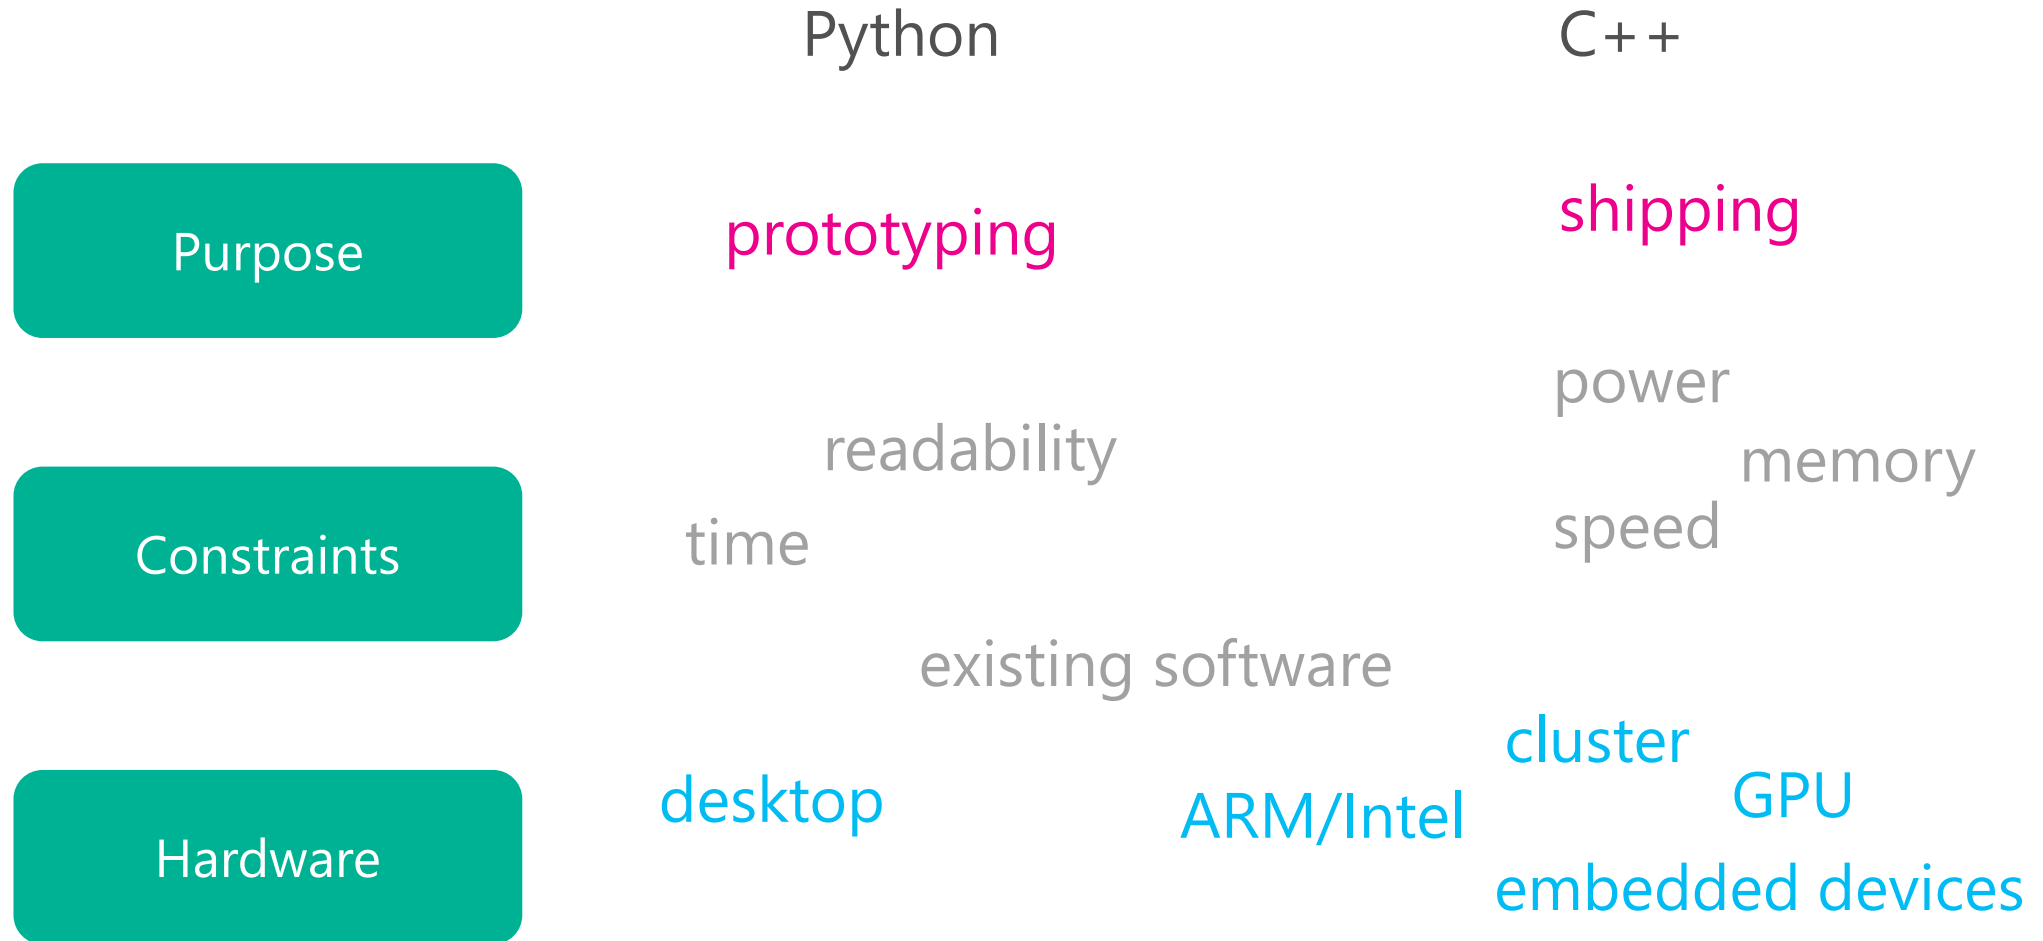 Python
C++
Purpose
prototyping
shipping
Constraints
readability
time
power
memory
speed
existing software
Hardware
desktop
ARM/Intel
cluster
GPU
embedded devices